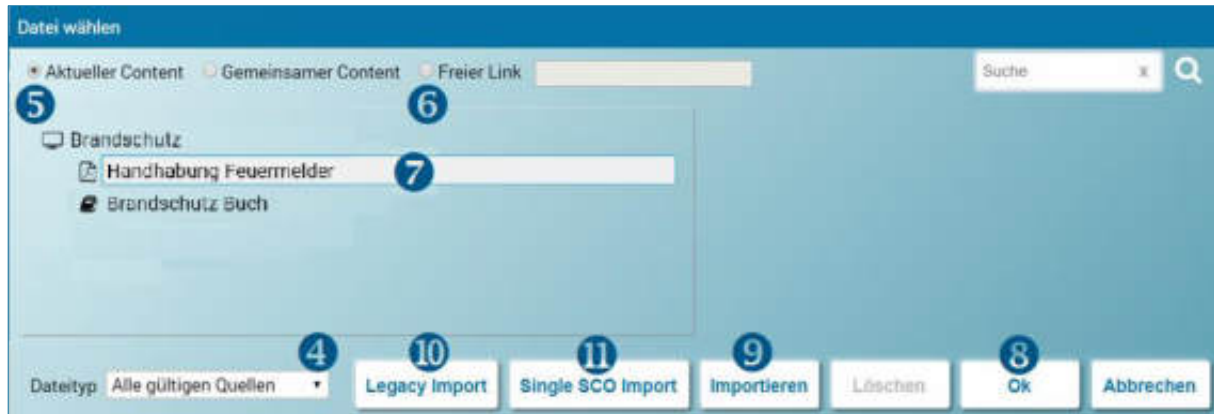 Datei wählen
Aktueller Content Gemeinsamer Content Freier Link Suche x
5 6
Brandschutz
Handhabung Feuermelder 7
Brandschutz Buch
4 10 11 9 8
Dateityp Alle gültigen Quellen Legacy Import Single SCO Import Importieren Löschen Ok Abbrechen